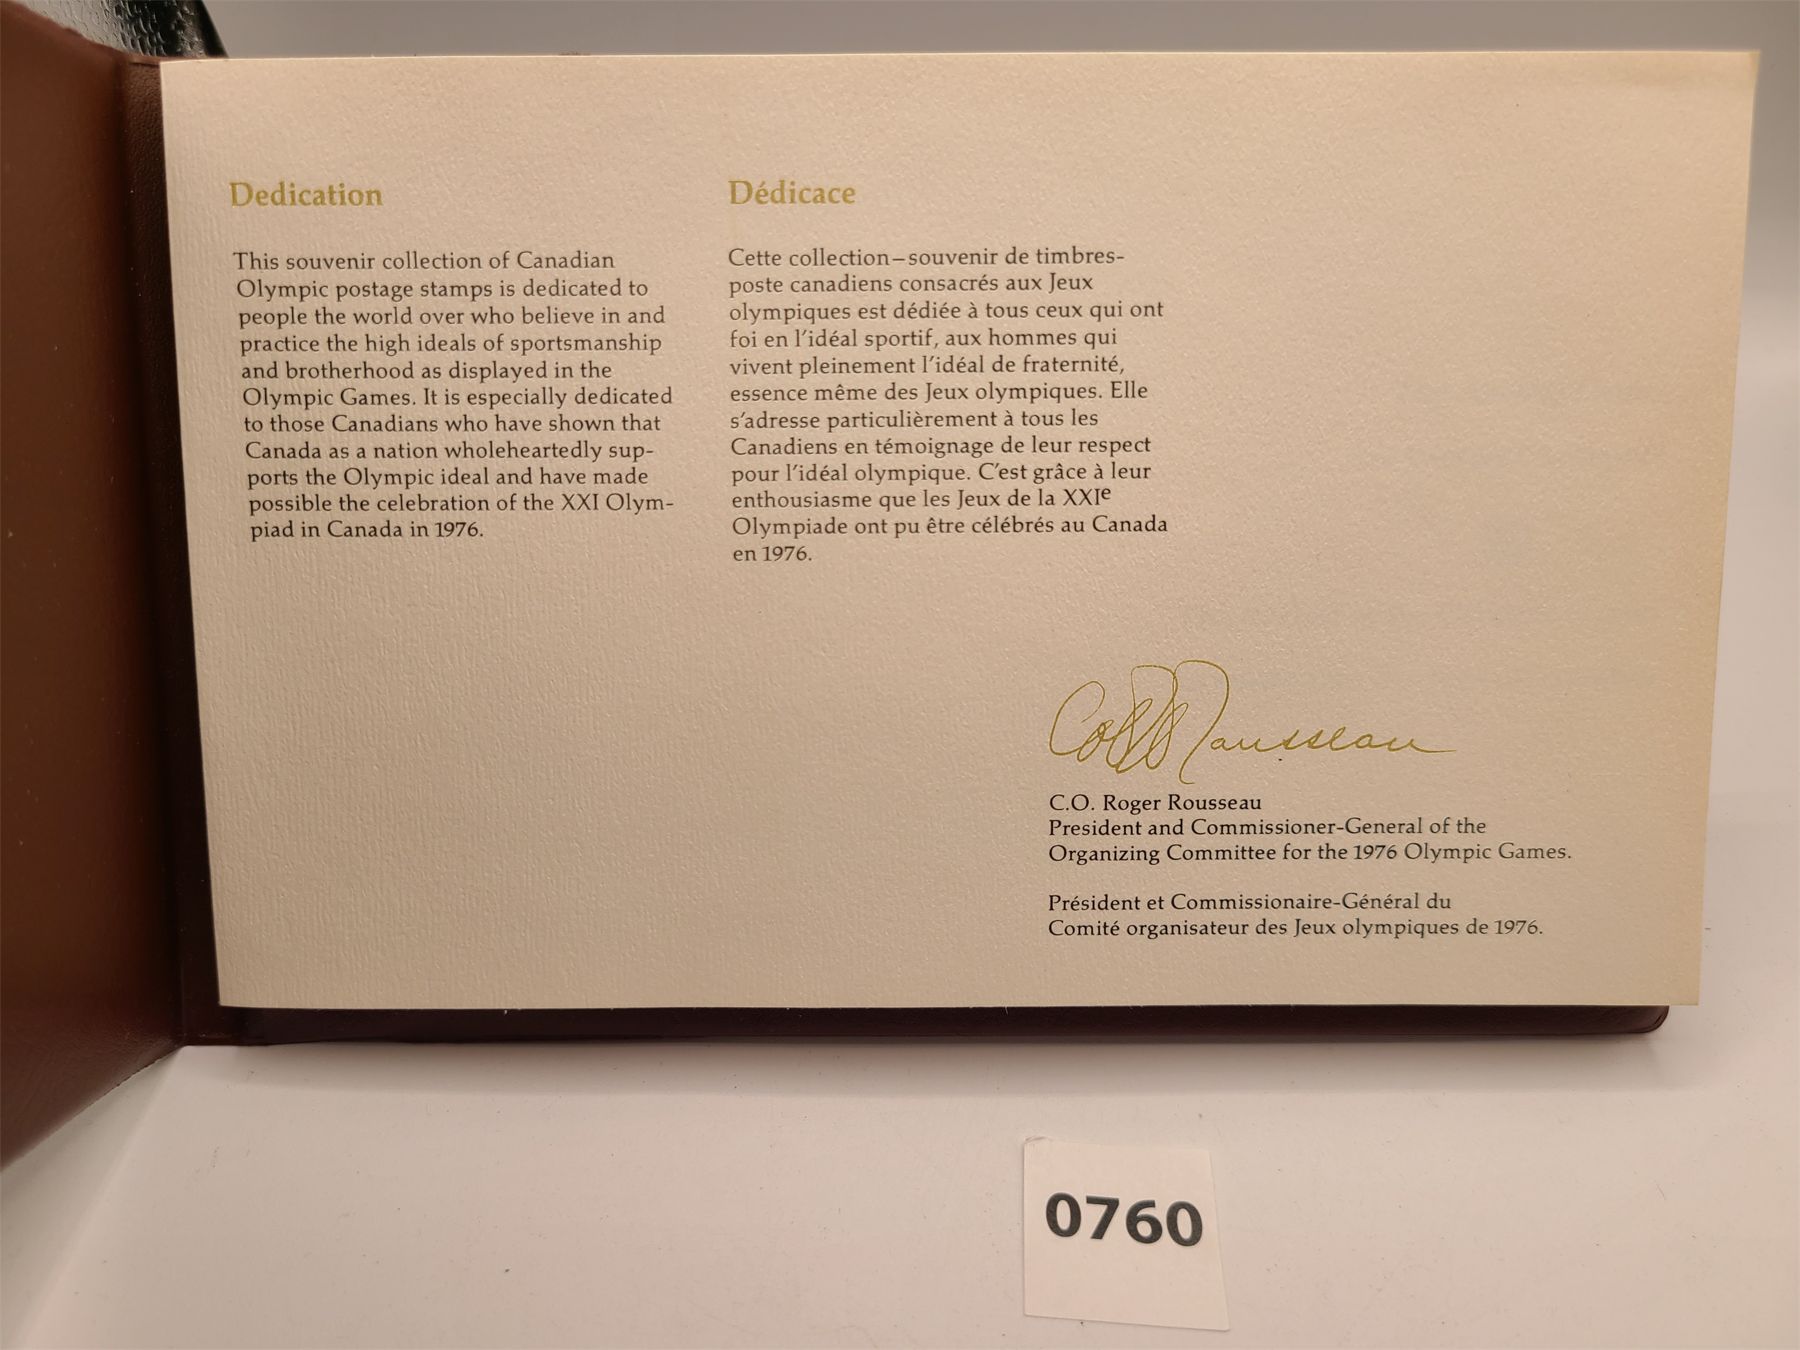 Dedication
This souvenir collection of Canadian
Olympic postage stamps is dedicated to
people the world over who believe in and
practice the high ideals of sportsmanship
and brotherhood as displayed in the
Olympic Games. It is especially dedicated
to those Canadians who have shown that
Canada as a nation wholeheartedly sup-
ports the Olympic ideal and have made
possible the celebration of the XXI Olym-
piad in Canada in 1976.
Dédicace
Cette collection–souvenir de timbres-
poste canadiens consacrés aux Jeux
olympiques est dédiée à tous ceux qui ont
foi en l'idéal sportif, aux hommes qui
vivent pleinement l'idéal de fraternité,
essence même des Jeux olympiques. Elle
s'adresse particulièrement à tous les
Canadiens en témoignage de leur respect
pour l'idéal olympique. C'est grâce à leur
enthousiasme que les Jeux de la XXIe
Olympiade ont pu être célébrés au Canada
en 1976.
Rousseau
C.O. Roger Rousseau
President and Commissioner-General of the
Organizing Committee for the 1976 Olympic Games.
Président et Commissionaire-Général du
Comité organisateur des Jeux olympiques de 1976.
0760